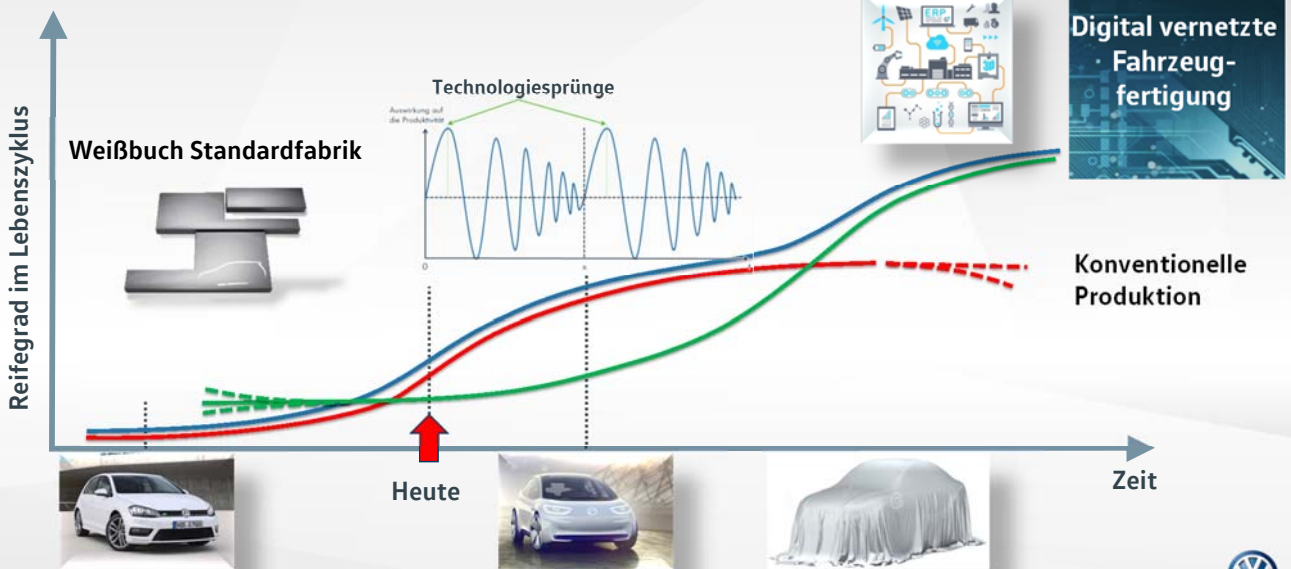 ERP
Digital vernetzte
Fahrzeug-
fertigung
Technologiesprünge
Auswirkung auf
die Produktivität
Weißbuch Standardfabrik
Reifegrad im Lebenszyklus
0
Konventionelle
Produktion
Heute
Zeit